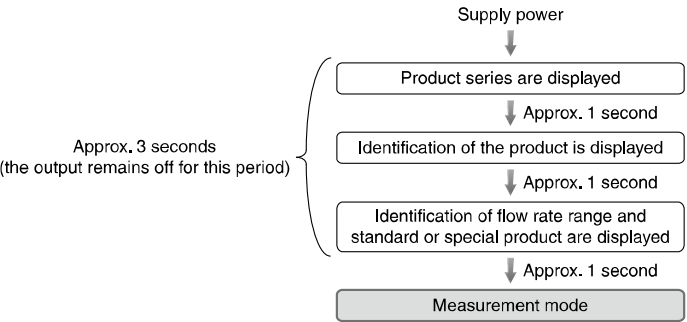 Supply power
Product series are displayed
Approx. 1 second
Approx. 3 seconds
(the output remains off for this period)
Identification of the product is displayed
Approx. 1 second
Identification of flow rate range and
standard or special product are displayed
Approx. 1 second
Measurement mode